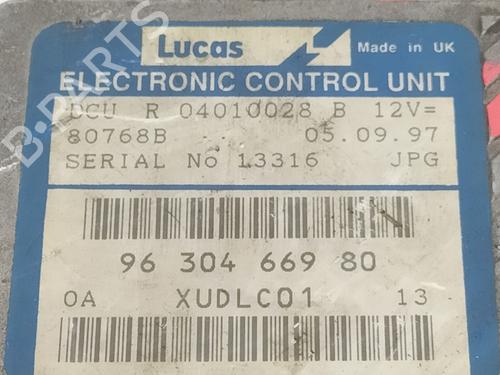 Lucas Made in UK
ELECTRONIC CONTROL UNIT
DCU R 04010028 B 12V=
80768B 05.09.97
SERIAL No 13316 JPG
96 304 669 80
OA XUDLC01 13
B-PARTS